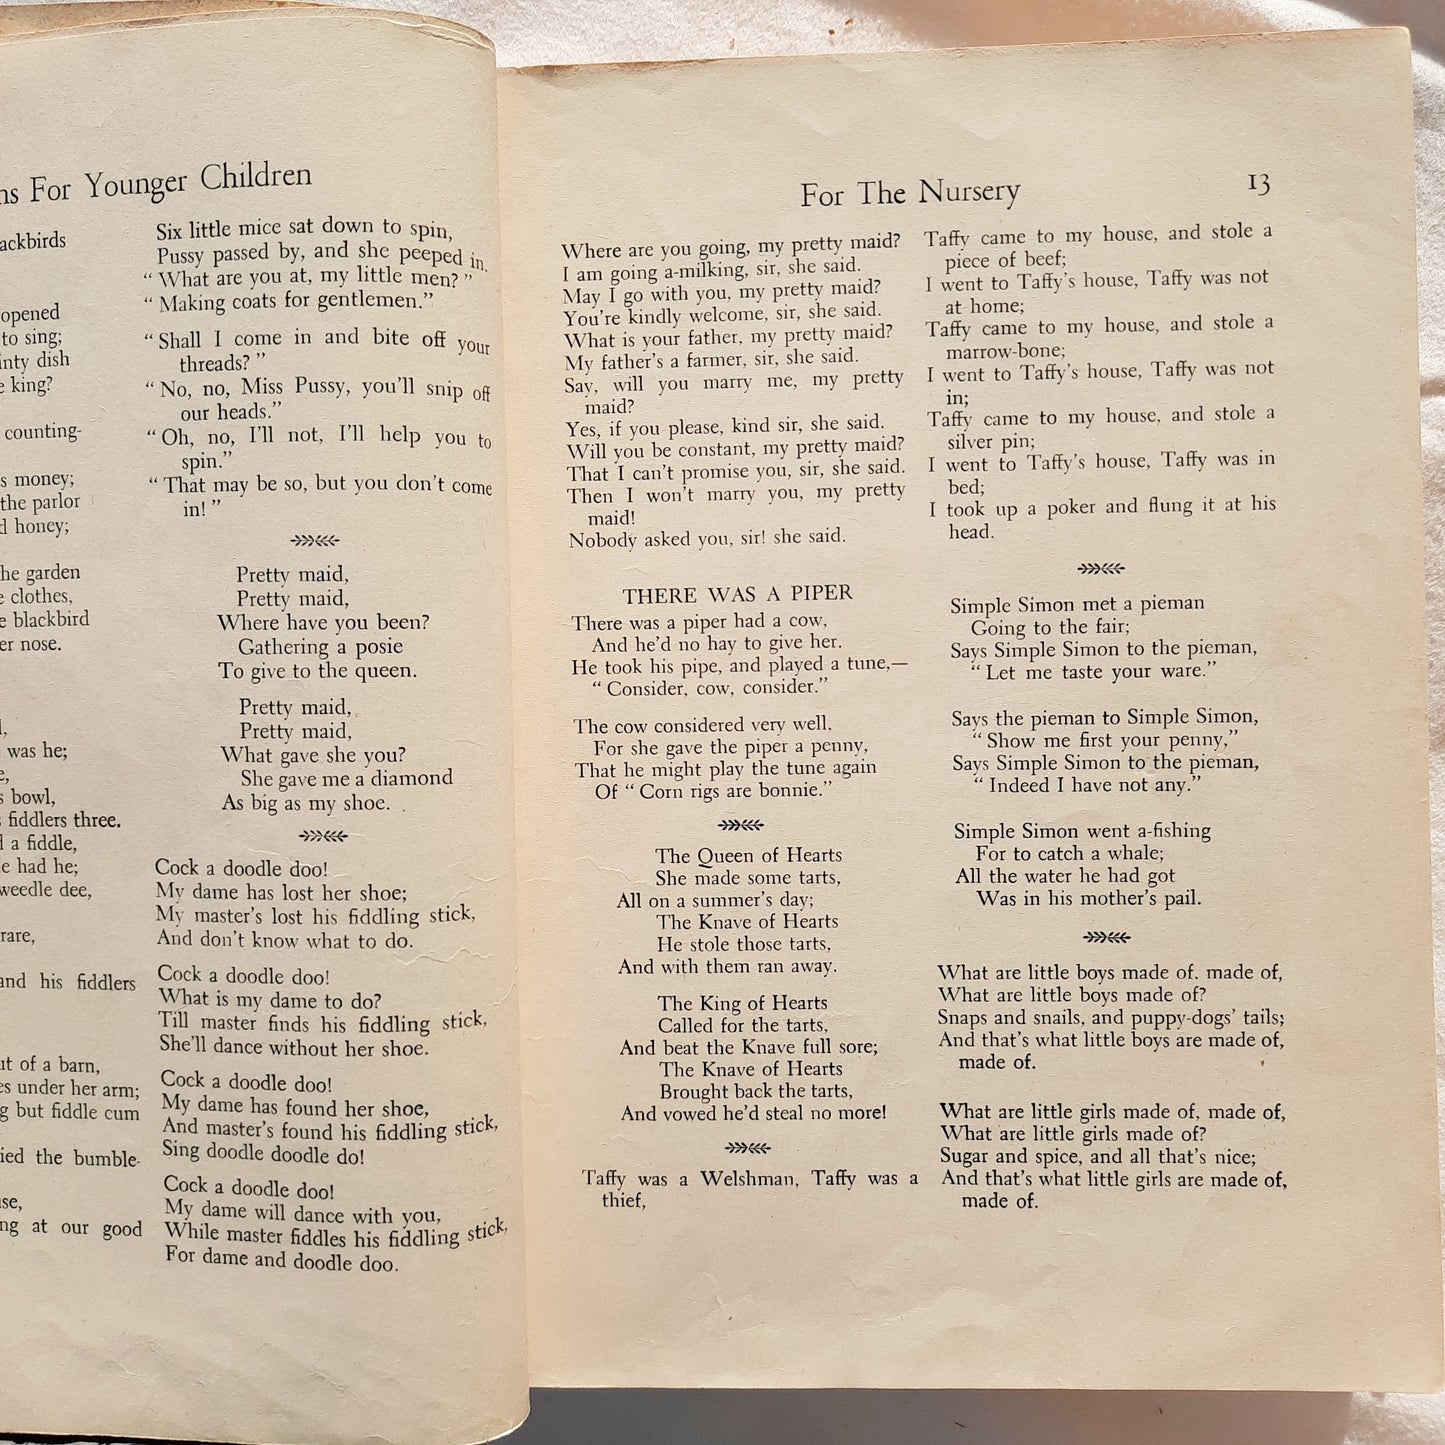 ns For Younger Children
ackbirds
opened
to sing;
inty dish
e king?
counting-
s money;
the parlor
d honey;
he garden
e clothes,
e blackbird
er nose.
l,
was he;
e,
s bowl,
fiddlers three.
a fiddle,
e had he;
weedle dee,
rare,
and his fiddlers
ut of a barn,
es under her arm;
g but fiddle cum
ied the bumble-
use,
ng at our good
Six little mice sat down to spin,
Pussy passed by, and she peeped in.
“ What are you at, my little men? ”
“ Making coats for gentlemen.”
“ Shall I come in and bite off your
threads? ”
“ No, no, Miss Pussy, you'll snip off
our heads.”
“ Oh, no, I'll not, I'll help you to
spin.”
“ That may be so, but you don't come
in! ”
Pretty maid,
Pretty maid,
Where have you been?
Gathering a posie
To give to the queen.
Pretty maid,
Pretty maid,
What gave she you?
She gave me a diamond
As big as my shoe.
Cock a doodle doo!
My dame has lost her shoe;
My master's lost his fiddling stick,
And don't know what to do.
Cock a doodle doo!
What is my dame to do?
Till master finds his fiddling stick,
She'll dance without her shoe.
Cock a doodle doo!
My dame has found her shoe,
And master's found his fiddling stick,
Sing doodle doodle do!
Cock a doodle doo!
My dame will dance with you,
While master fiddles his fiddling stick,
For dame and doodle doo.
For The Nursery
13
Where are you going, my pretty maid?
I am going a-milking, sir, she said.
May I go with you, my pretty maid?
You're kindly welcome, sir, she said.
What is your father, my pretty maid?
My father's a farmer, sir, she said.
Say, will you marry me, my pretty
maid?
Yes, if you please, kind sir, she said.
Will you be constant, my pretty maid?
That I can't promise you, sir, she said.
Then I won't marry you, my pretty
maid!
Nobody asked you, sir! she said.
THERE WAS A PIPER
There was a piper had a cow,
And he'd no hay to give her.
He took his pipe, and played a tune,—
“ Consider, cow, consider.”
The cow considered very well,
For she gave the piper a penny,
That he might play the tune again
Of “ Corn rigs are bonnie.”
The Queen of Hearts
She made some tarts,
All on a summer's day;
The Knave of Hearts
He stole those tarts,
And with them ran away.
The King of Hearts
Called for the tarts,
And beat the Knave full sore;
The Knave of Hearts
Brought back the tarts,
And vowed he'd steal no more!
Taffy was a Welshman, Taffy was a
thief,
Taffy came to my house, and stole a
piece of beef;
I went to Taffy's house, Taffy was not
at home;
Taffy came to my house, and stole a
marrow-bone;
I went to Taffy's house, Taffy was not
in;
Taffy came to my house, and stole a
silver pin;
I went to Taffy's house, Taffy was in
bed;
I took up a poker and flung it at his
head.
Simple Simon met a pieman
Going to the fair;
Says Simple Simon to the pieman,
“ Let me taste your ware.”
Says the pieman to Simple Simon,
“ Show me first your penny,”
Says Simple Simon to the pieman,
“ Indeed I have not any.”
Simple Simon went a-fishing
For to catch a whale;
All the water he had got
Was in his mother's pail.
What are little boys made of, made of,
What are little boys made of?
Snaps and snails, and puppy-dogs' tails;
And that's what little boys are made of,
made of.
What are little girls made of, made of,
What are little girls made of?
Sugar and spice, and all that's nice;
And that's what little girls are made of,
made of.